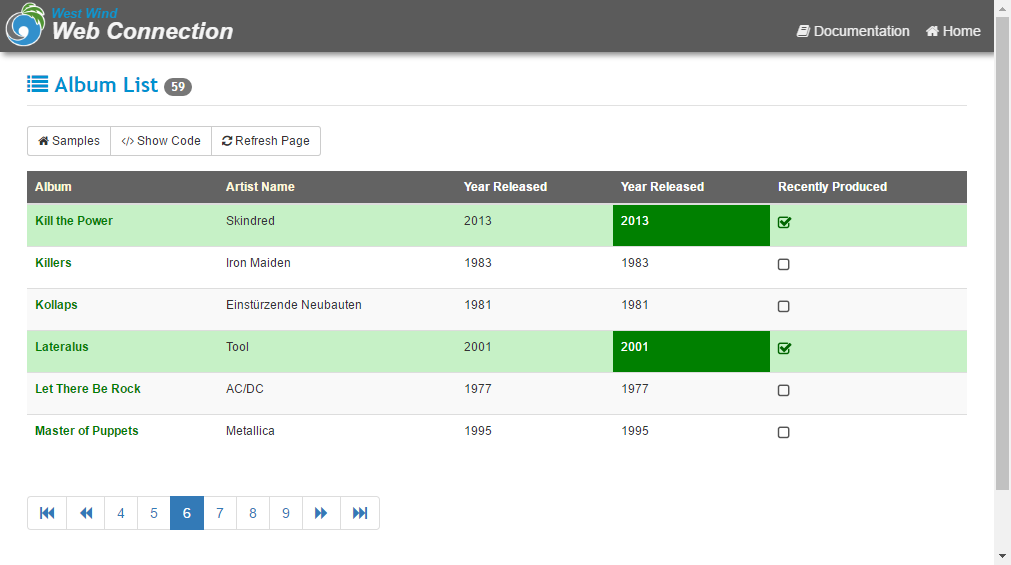 West Wind
Web Connection
Documentation Home
Album List 59
Samples Show Code Refresh Page
Album Artist Name Year Released Year Released Recently Produced
Kill the Power Skindred 2013 2013
Killers Iron Maiden 1983 1983
Kollaps Einstürzende Neubauten 1981 1981
Lateralus Tool 2001 2001
Let There Be Rock AC/DC 1977 1977
Master of Puppets Metallica 1995 1995
4 5 6 7 8 9